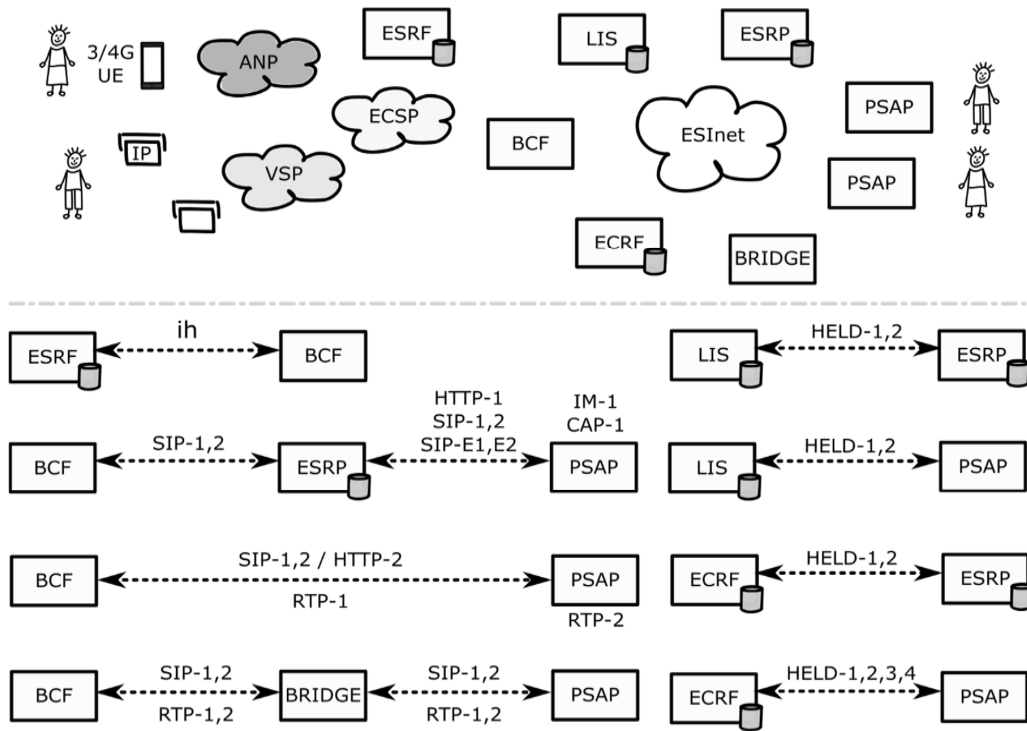 ESRF
LIS
ESRP
3/4G
UE
ANP
ECSP
PSAP
BCF
ESInet
IP
VSP
PSAP
ECRF
BRIDGE
ih
ESRF
BCF
HELD-1,2
LIS
ESRP
HTTP-1
SIP-1,2
SIP-E1,E2
IM-1
CAP-1
SIP-1,2
BCF
ESRP
PSAP
HELD-1,2
LIS
PSAP
SIP-1,2 / HTTP-2
BCF
PSAP
RTP-1
RTP-2
HELD-1,2
ECRF
ESRP
SIP-1,2
SIP-1,2
BCF
BRIDGE
PSAP
RTP-1,2
RTP-1,2
HELD-1,2,3,4
ECRF
PSAP